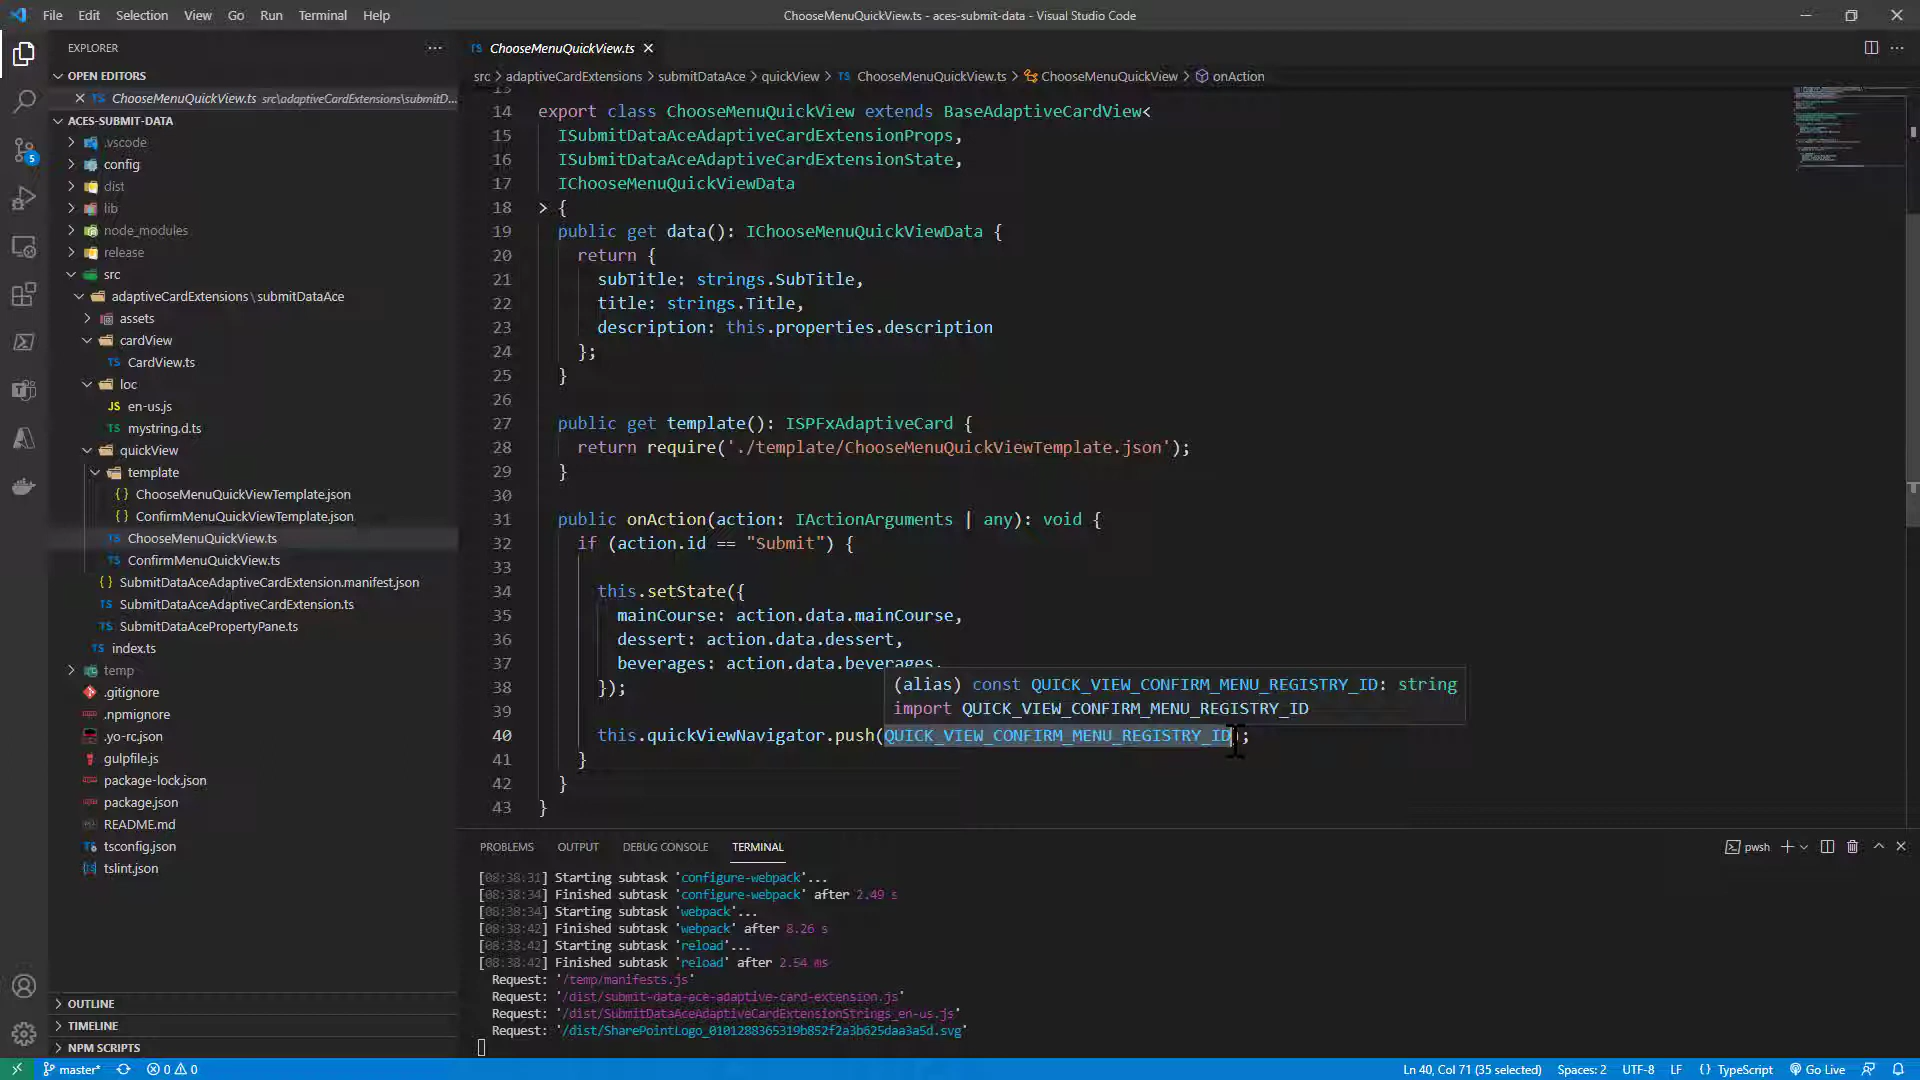 File Edit Selection View Go Run Terminal Help
ChooseMenuQuickView.ts - aces-submit-data - Visual Studio Code
EXPLORER
OPEN EDITORS
TS ChooseMenuQuickView.ts src\adaptiveCardExtensions\submitD...
ACES-SUBMIT-DATA
.vscode
config
dist
lib
node_modules
release
src
adaptiveCardExtensions\submitDataAce
assets
cardView
TS CardView.ts
loc
JS en-us.js
TS mystring.d.ts
quickView
template
{} ChooseMenuQuickViewTemplate.json
{} ConfirmMenuQuickViewTemplate.json
TS ChooseMenuQuickView.ts
TS ConfirmMenuQuickView.ts
{} SubmitDataAceAdaptiveCardExtension.manifest.json
TS SubmitDataAceAdaptiveCardExtension.ts
TS SubmitDataAcePropertyPane.ts
TS index.ts
temp
.gitignore
.npmignore
.yo-rc.json
gulpfile.js
package-lock.json
package.json
README.md
tsconfig.json
tslint.json
OUTLINE
TIMELINE
NPM SCRIPTS
5
TS ChooseMenuQuickView.ts
src > adaptiveCardExtensions > submitDataAce > quickView > TS ChooseMenuQuickView.ts > ChooseMenuQuickView > onAction
13
14 export class ChooseMenuQuickView extends BaseAdaptiveCardView<
15 ISubmitDataAceAdaptiveCardExtensionProps,
16 ISubmitDataAceAdaptiveCardExtensionState,
17 IChooseMenuQuickViewData
18 > {
19 public get data(): IChooseMenuQuickViewData {
20 return {
21 subTitle: strings.SubTitle,
22 title: strings.Title,
23 description: this.properties.description
24 };
25 }
26
27 public get template(): ISPFxAdaptiveCard {
28 return require('./template/ChooseMenuQuickViewTemplate.json');
29 }
30
31 public onAction(action: IActionArguments | any): void {
32 if (action.id == "Submit") {
33
34 this.setState({
35 mainCourse: action.data.mainCourse,
36 dessert: action.data.dessert,
37 beverages: action.data.beverages,
38 });
39
40 this.quickViewNavigator.push(QUICK_VIEW_CONFIRM_MENU_REGISTRY_ID);
41 }
42 }
43 }
(alias) const QUICK_VIEW_CONFIRM_MENU_REGISTRY_ID: string
import QUICK_VIEW_CONFIRM_MENU_REGISTRY_ID
PROBLEMS OUTPUT DEBUG CONSOLE TERMINAL
pwsh
[08:38:31] Starting subtask 'configure-webpack'...
[08:38:34] Finished subtask 'configure-webpack' after 2.49 s
[08:38:34] Starting subtask 'webpack'...
[08:38:42] Finished subtask 'webpack' after 8.26 s
[08:38:42] Starting subtask 'reload'...
[08:38:42] Finished subtask 'reload' after 2.54 ms
Request: '/temp/manifests.js'
Request: '/dist/submit-data-ace-adaptive-card-extension.js'
Request: '/dist/SubmitDataAceAdaptiveCardExtensionStrings_en-us.js'
Request: '/dist/SharePointLogo_0101288365319b852f2a3b625daa3a5d.svg'
master* 0 0 Ln 40, Col 71 (35 selected) Spaces: 2 UTF-8 LF {} TypeScript Go Live